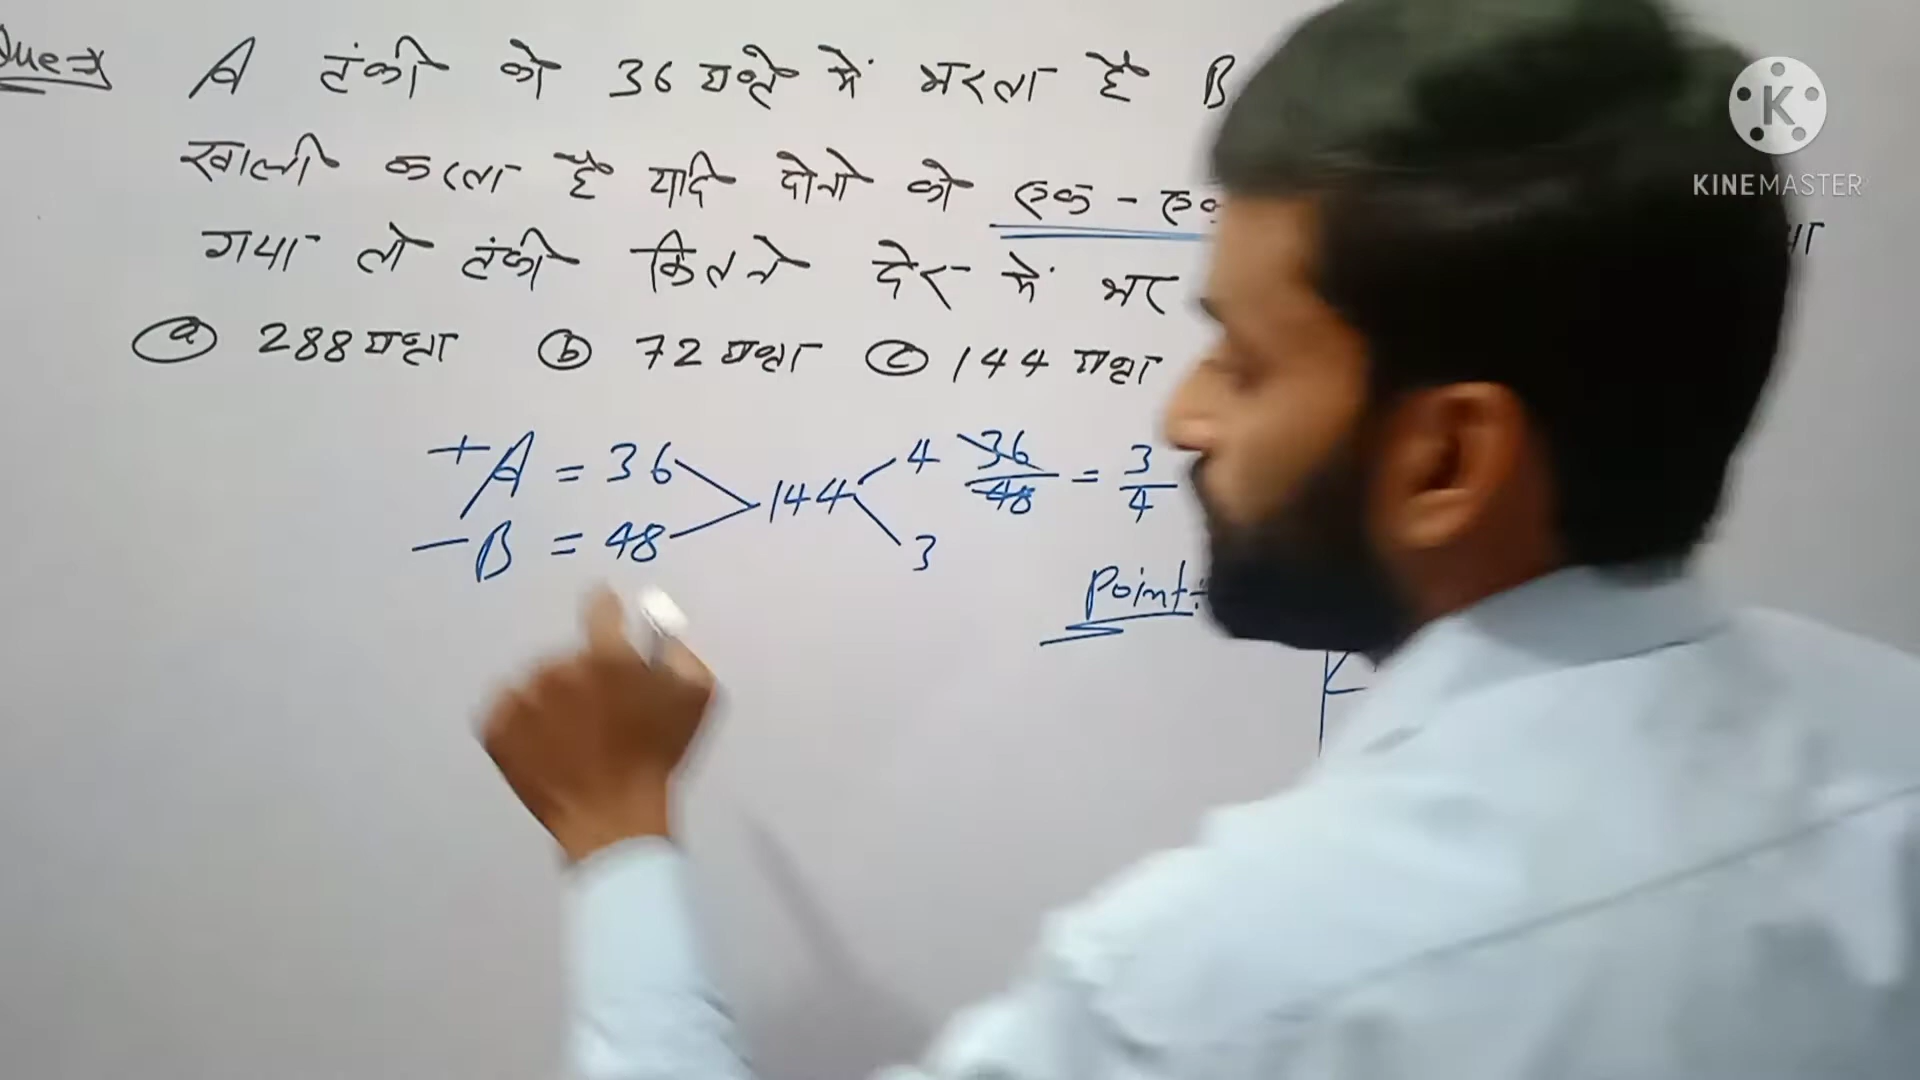 Que⇒ A टंकी को 36 घण्टे में भरता है B
खाली करता है यदि दोनो को एक - एक
गया तो टंकी कितने देर में भर
ⓐ 288 घण्टा ⓑ 72 घण्टा ⓒ 144 घण्टा
+A = 36 144 4 36/48 = 3/4
-B = 48 3
Point:-
KINEMASTER